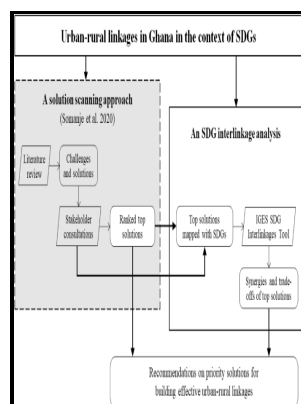 Urban-rural linkages in Ghana in the context of SDGs
A solution scanning approach
(Somanje et al. 2020)
An SDG interlinkage analysis
Literature
review
Challenges
and solutions
Stakeholder
consultations
Ranked top
solutions
Top solutions
mapped with SDGs
IGES SDG
Interlinkages Tool
Synergies and trade-
offs of top solutions
Recommendations on priority solutions for
building effective urban-rural linkages